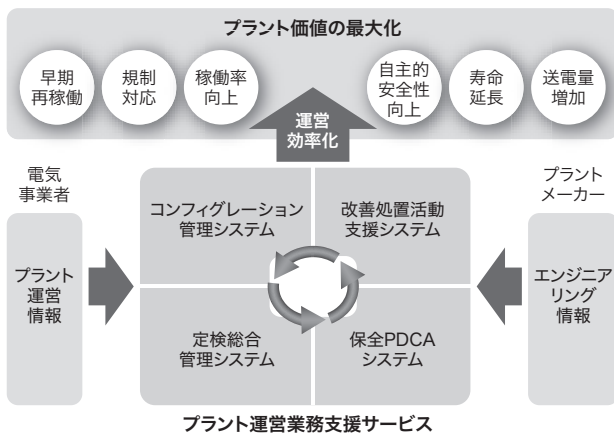 プラント価値の最大化
早期
再稼働
規制
対応
稼働率
向上
自主的
安全性
向上
寿命
延長
送電量
増加
運営
効率化
電気
事業者
プラント
メーカー
コンフィグレーション
管理システム
改善処置活動
支援システム
プラント
運営
情報
エンジニア
リング
情報
定検総合
管理システム
保全PDCA
システム
プラント運営業務支援サービス